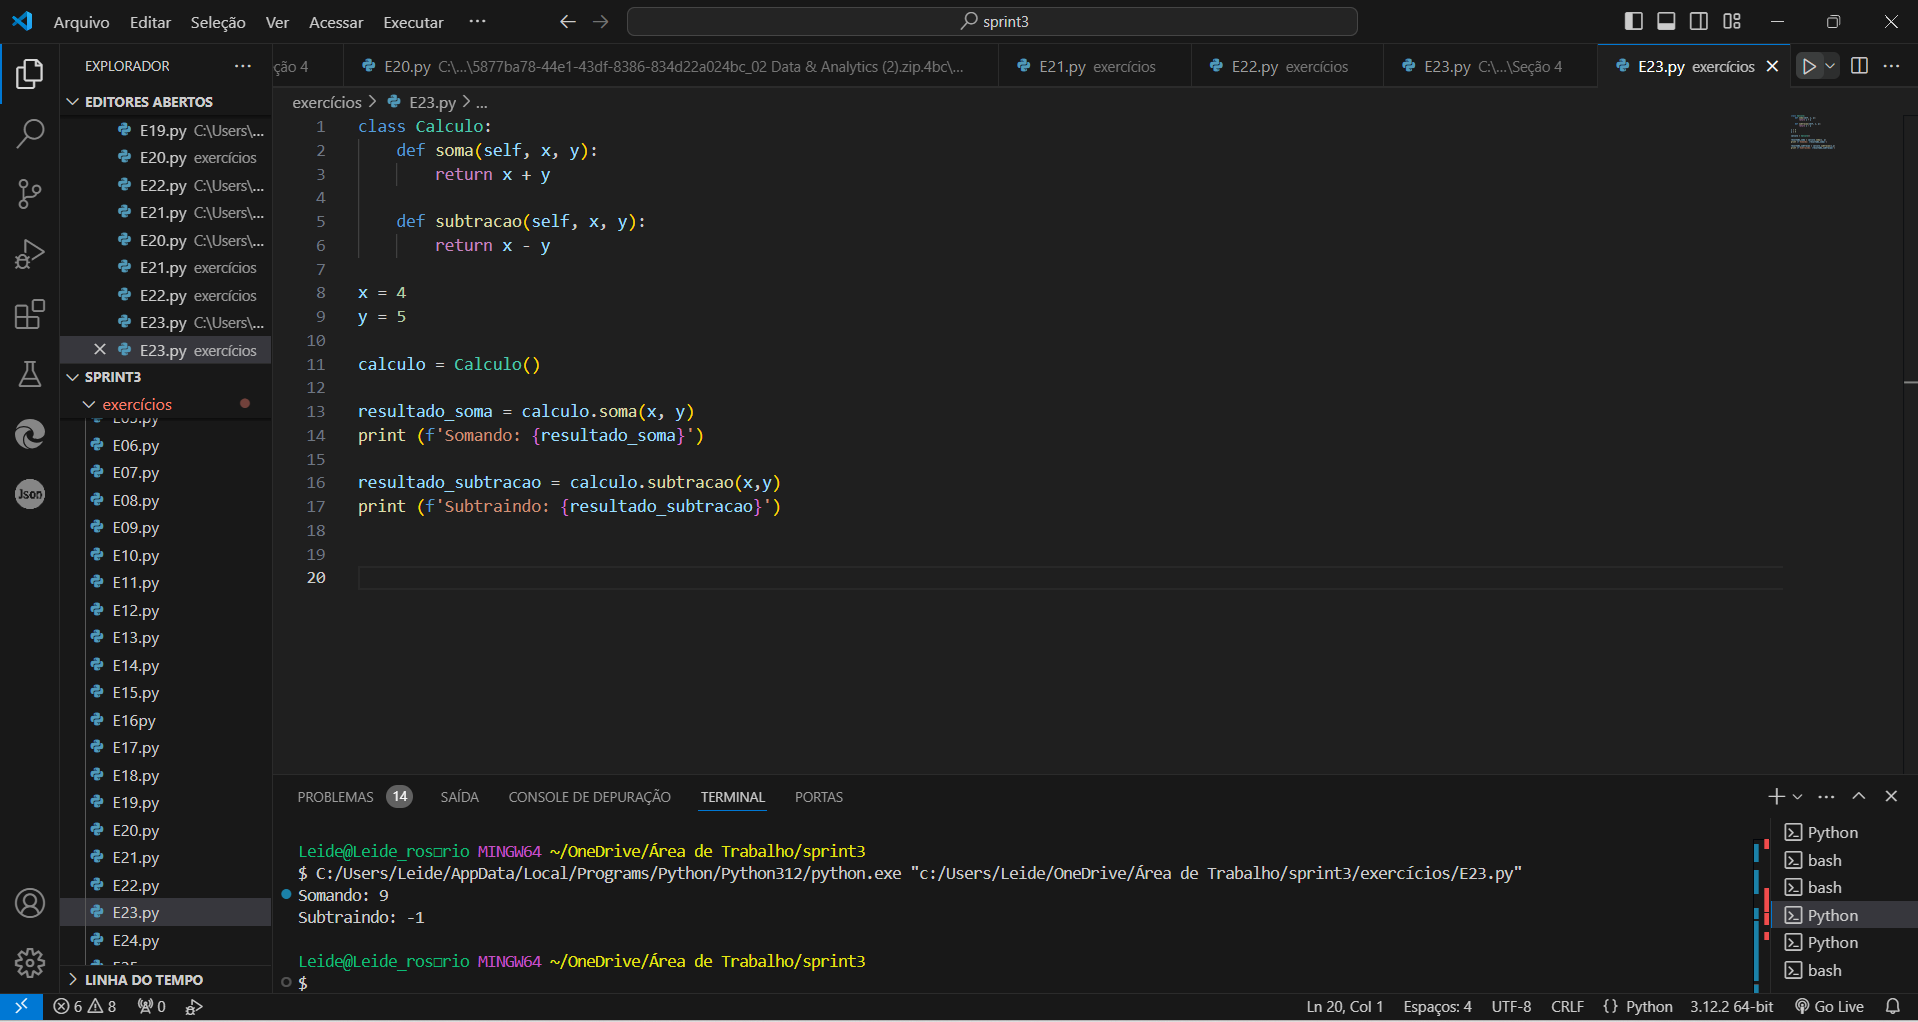 Arquivo Editar Seleção Ver Acessar Executar ··· sprint3
EXPLORADOR ···
EDITORES ABERTOS
E19.py C:\Users\...
E20.py exercícios
E22.py C:\Users\...
E21.py C:\Users\...
E20.py C:\Users\...
E21.py exercícios
E22.py exercícios
E23.py C:\Users\...
E23.py exercícios
SPRINT3
exercícios
E05.py
E06.py
E07.py
E08.py
E09.py
E10.py
E11.py
E12.py
E13.py
E14.py
E15.py
E16py
E17.py
E18.py
E19.py
E20.py
E21.py
E22.py
E23.py
E24.py
LINHA DO TEMPO
Json
ção 4 E20.py C:\...\5877ba78-44e1-43df-8386-834d22a024bc_02 Data & Analytics (2).zip.4bc\... E21.py exercícios E22.py exercícios E23.py C:\...\Seção 4 E23.py exercícios
exercícios > E23.py > ...
1 class Calculo:
2 def soma(self, x, y):
3 return x + y
4
5 def subtracao(self, x, y):
6 return x - y
7
8 x = 4
9 y = 5
10
11 calculo = Calculo()
12
13 resultado_soma = calculo.soma(x, y)
14 print (f'Somando: {resultado_soma}')
15
16 resultado_subtracao = calculo.subtracao(x,y)
17 print (f'Subtraindo: {resultado_subtracao}')
18
19
20
PROBLEMAS 14 SAÍDA CONSOLE DE DEPURAÇÃO TERMINAL PORTAS
Leide@Leide_ros□rio MINGW64 ~/OneDrive/Área de Trabalho/sprint3
$ C:/Users/Leide/AppData/Local/Programs/Python/Python312/python.exe "c:/Users/Leide/OneDrive/Área de Trabalho/sprint3/exercícios/E23.py"
Somando: 9
Subtraindo: -1
Leide@Leide_ros□rio MINGW64 ~/OneDrive/Área de Trabalho/sprint3
$
Python
bash
bash
Python
Python
bash
6 8 0 Ln 20, Col 1 Espaços: 4 UTF-8 CRLF {} Python 3.12.2 64-bit Go Live